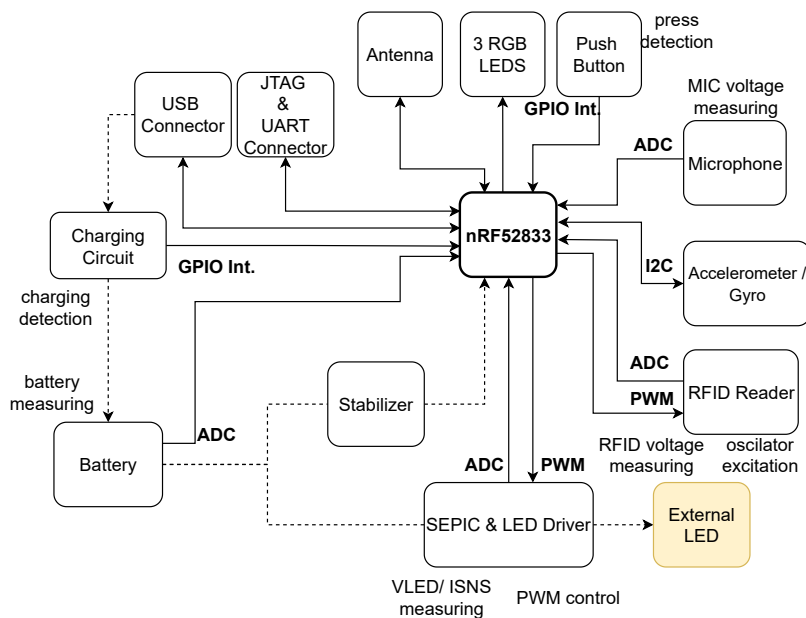 Antenna
3 RGB
LEDS
Push
Button
press
detection
USB
Connector
JTAG
&
UART
Connector
GPIO Int.
MIC voltage
measuring
ADC
Microphone
nRF52833
Charging
Circuit
GPIO Int.
I2C
Accelerometer /
Gyro
charging
detection
ADC
RFID Reader
PWM
battery
measuring
Stabilizer
ADC
Battery
RFID voltage
measuring
oscilator
excitation
ADC
PWM
SEPIC & LED Driver
External
LED
VLED/ ISNS
measuring
PWM control